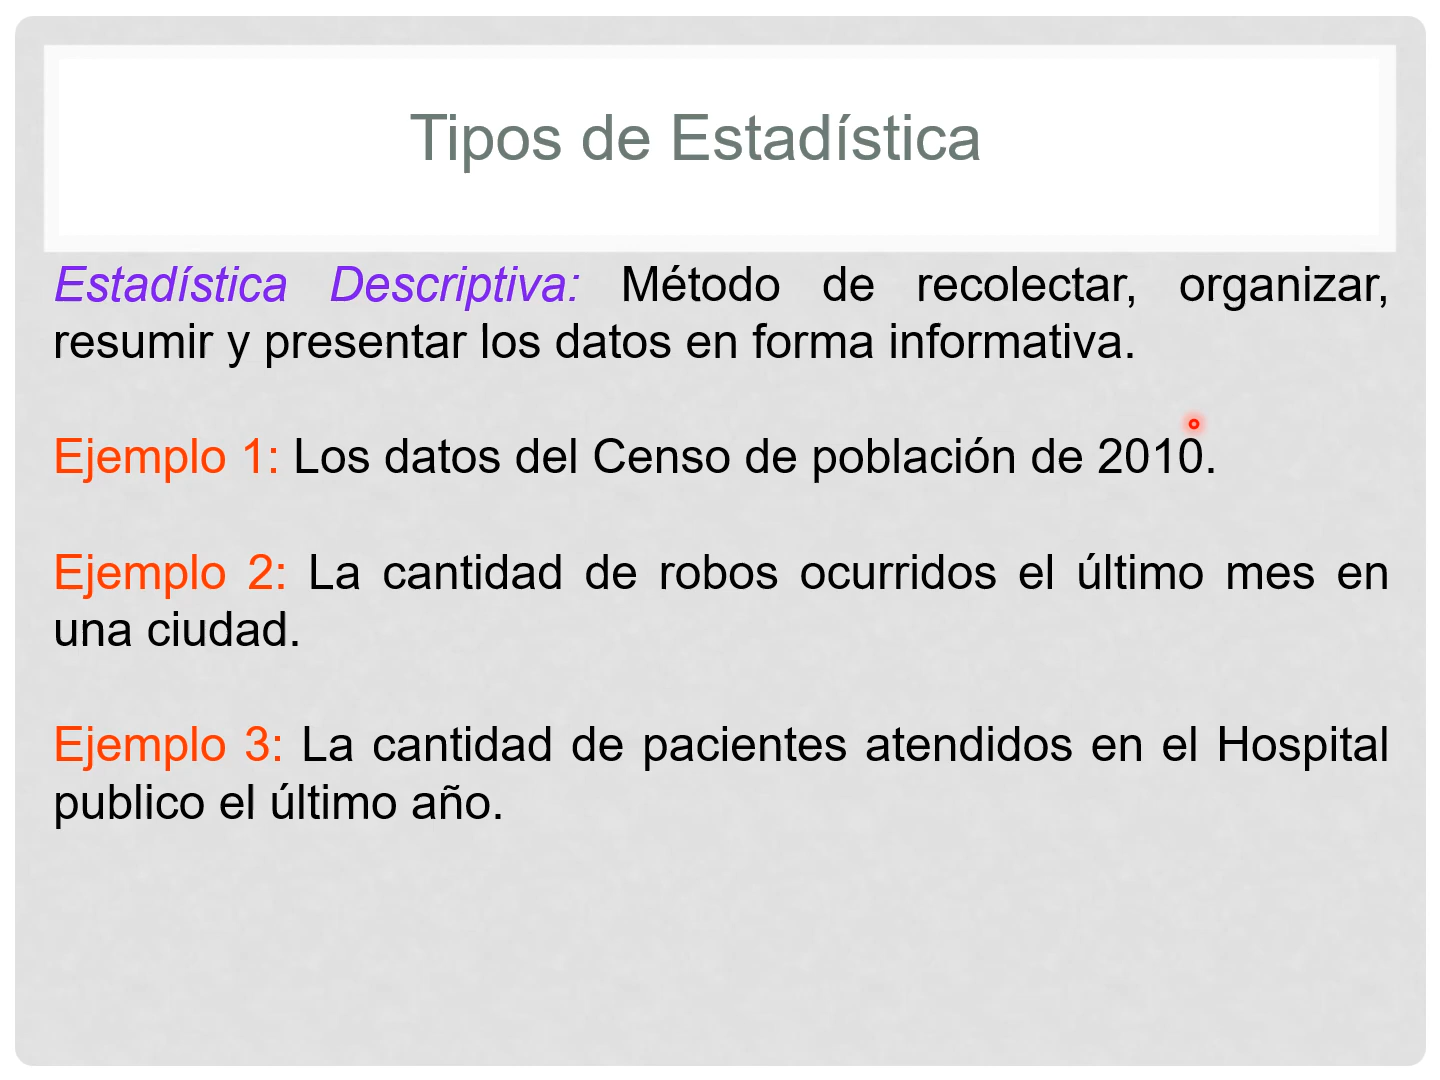 Tipos de Estadística
Estadística Descriptiva: Método de recolectar, organizar,
resumir y presentar los datos en forma informativa.
Ejemplo 1: Los datos del Censo de población de 2010.
Ejemplo 2: La cantidad de robos ocurridos el último mes en
una ciudad.
Ejemplo 3: La cantidad de pacientes atendidos en el Hospital
publico el último año.